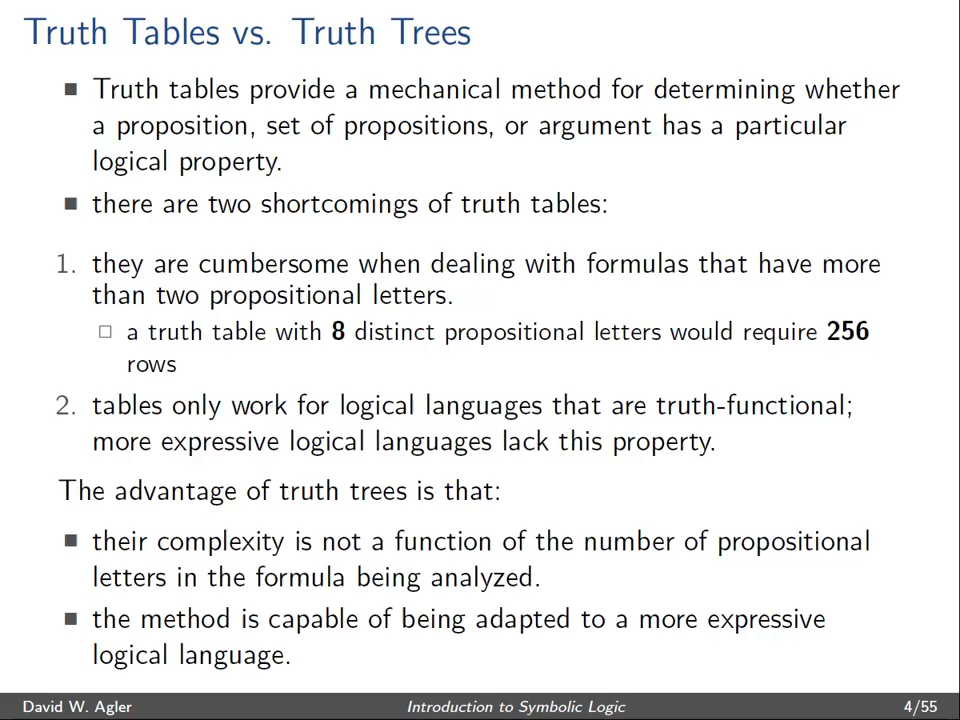 Truth Tables vs. Truth Trees
■ Truth tables provide a mechanical method for determining whether
a proposition, set of propositions, or argument has a particular
logical property.
■ there are two shortcomings of truth tables:
1. they are cumbersome when dealing with formulas that have more
than two propositional letters.
□ a truth table with 8 distinct propositional letters would require 256
rows
2. tables only work for logical languages that are truth-functional;
more expressive logical languages lack this property.
The advantage of truth trees is that:
■ their complexity is not a function of the number of propositional
letters in the formula being analyzed.
■ the method is capable of being adapted to a more expressive
logical language.
David W. Agler Introduction to Symbolic Logic 4/55